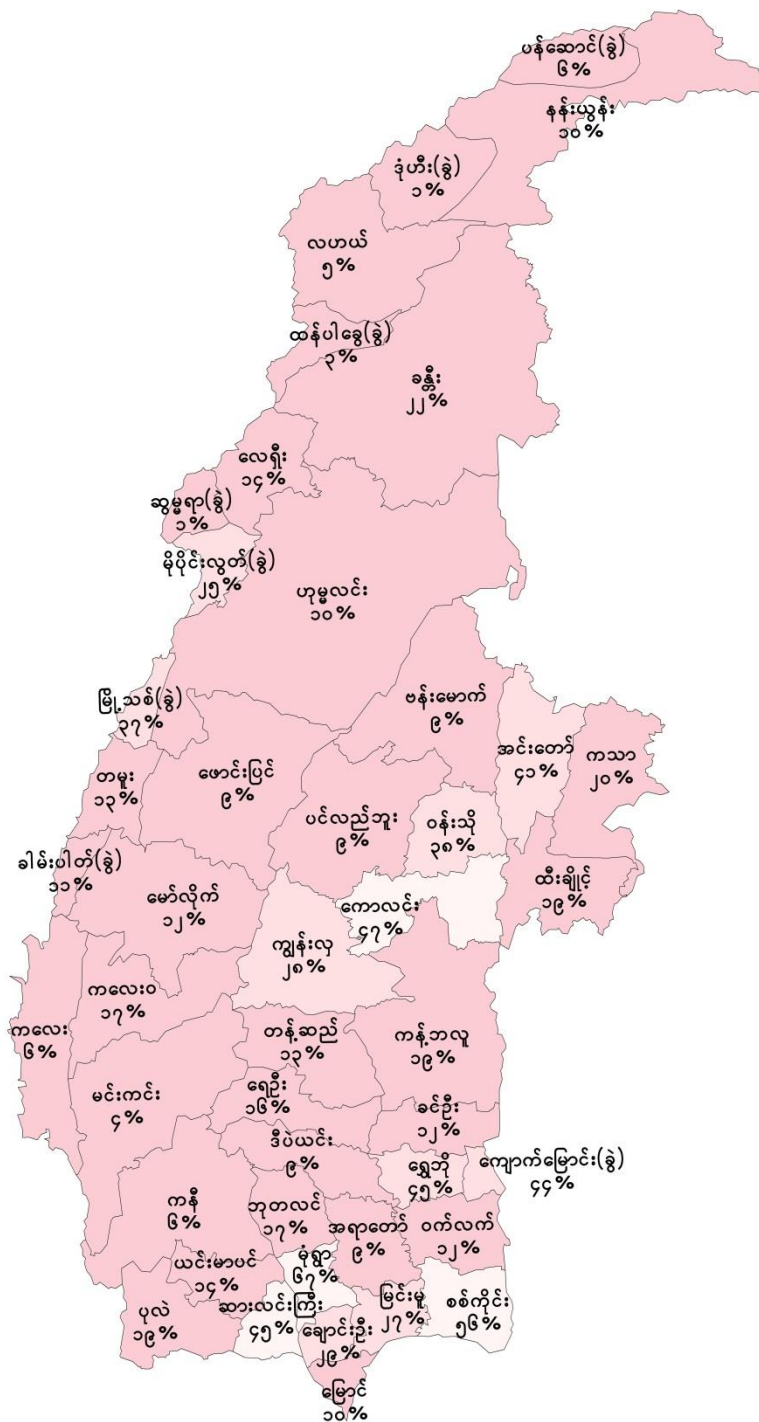 ပန်ဆောင်(ခွဲ)
၆%
နန်းယွန်း
၁၀%
ဒုံဟီး(ခွဲ)
၁%
လဟယ်
၅%
ထန်ပါခွေ(ခွဲ)
၃%
ခန္တီး
၂၂%
လေရှီး
၁၄%
ဆွမ္မရာ(ခွဲ)
၁%
မိုပိုင်းလွတ်(ခွဲ)
၂၅%
ဟုမ္မလင်း
၁၀%
မြို့သစ်(ခွဲ)
၃၇%
ဗန်းမောက်
၉%
အင်းတော်
၄၁%
ကသာ
၂၀%
တမူး
၁၃%
ဖောင်းပြင်
၉%
ပင်လည်ဘူး
၉%
ဝန်းသို
၃၈%
ခါမ်းပါတ်(ခွဲ)
၁၁%
မော်လိုက်
၁၂%
ကောလင်း
၄၇%
ထီးချိုင့်
၁၉%
ကျွန်းလှ
၂၈%
ကလေးဝ
၁၇%
ကလေး
၆%
တန့်ဆည်
၁၃%
ကန့်ဘလူ
၁၉%
မင်းကင်း
၄%
ရေဦး
၁၆%
ခင်ဦး
၁၂%
ဒီပဲယင်း
၉%
ရွှေဘို
၄၅%
ကျောက်မြောင်း(ခွဲ)
၄၄%
ကနီ
၆%
ဘုတလင်
၁၇%
အရာတော်
၉%
ဝက်လက်
၁၂%
ယင်းမာပင်
၁၄%
မုံရွာ
၆၇%
ပုလဲ
၁၉%
ဆားလင်းကြီး
၄၅%
ချောင်းဦး
၂၉%
မြင်းမူ
၂၇%
စစ်ကိုင်း
၅၆%
မြောင်
၁၀%